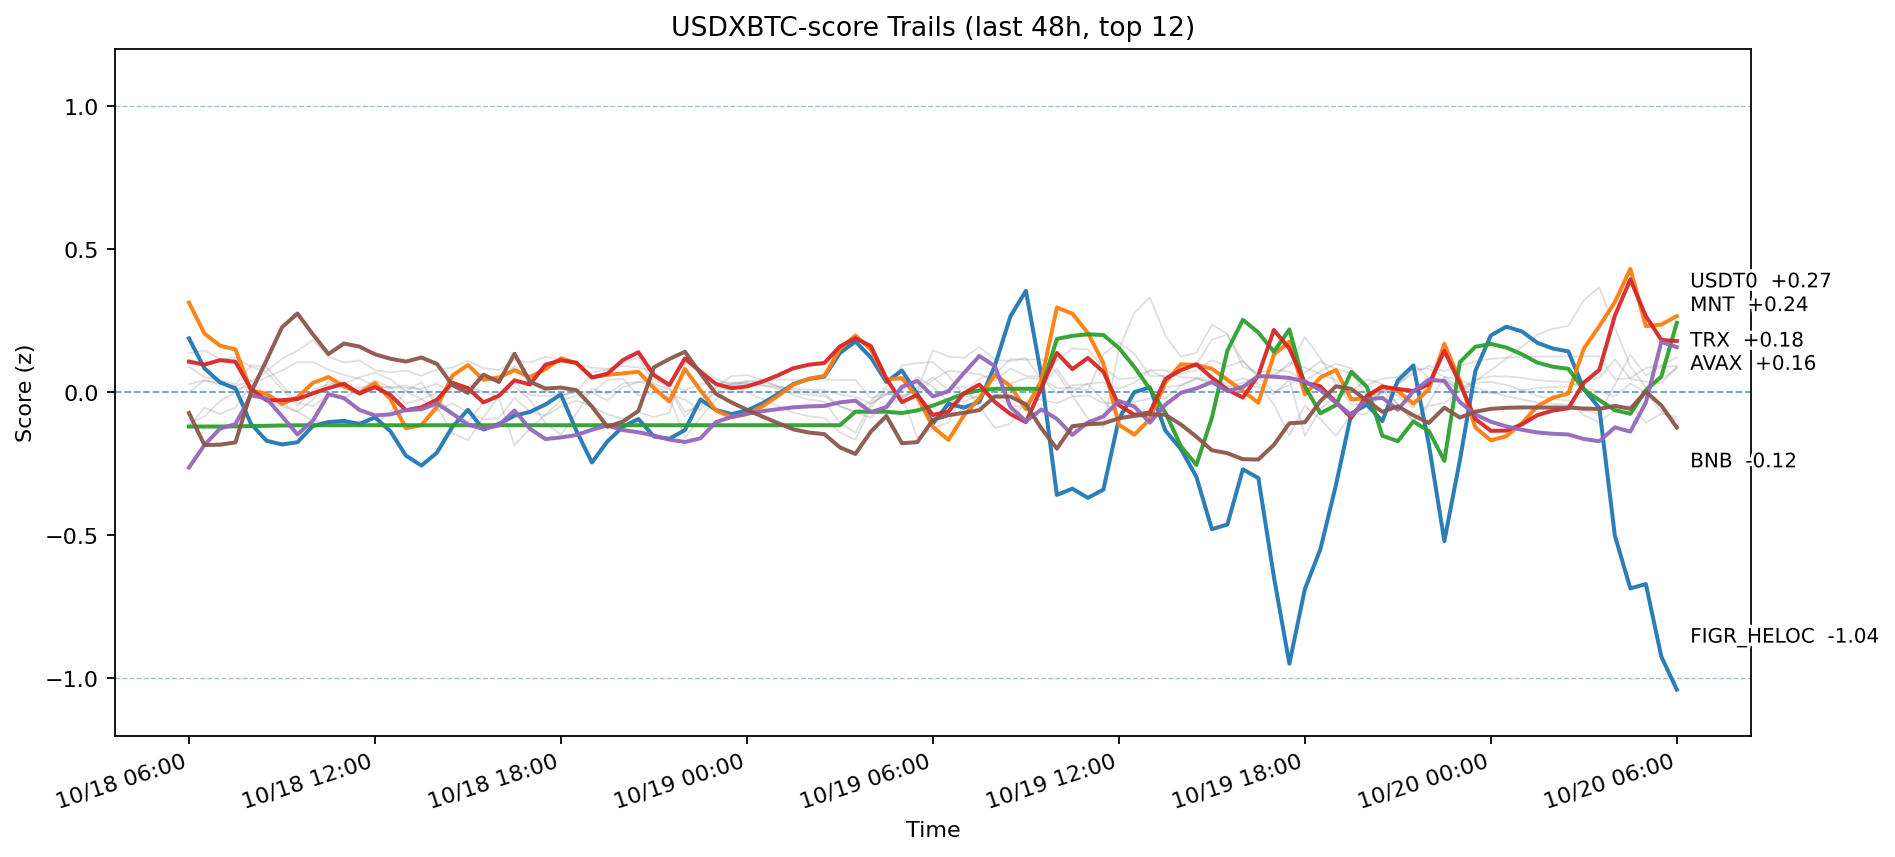 USDXBTC-score Trails (last 48h, top 12)
1.0
0.5
0.0
−0.5
−1.0
Score (z)
USDT0 +0.27
MNT +0.24
TRX +0.18
AVAX +0.16
BNB -0.12
FIGR_HELOC -1.04
10/18 06:00
10/18 12:00
10/18 18:00
10/19 00:00
10/19 06:00
10/19 12:00
10/19 18:00
10/20 00:00
10/20 06:00
Time